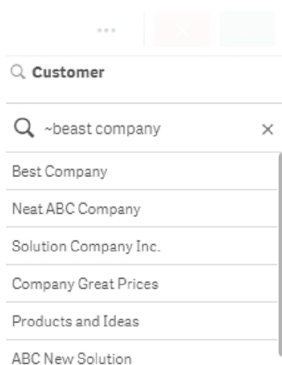 Customer
~beast company
Best Company
Neat ABC Company
Solution Company Inc.
Company Great Prices
Products and Ideas
ABC New Solution